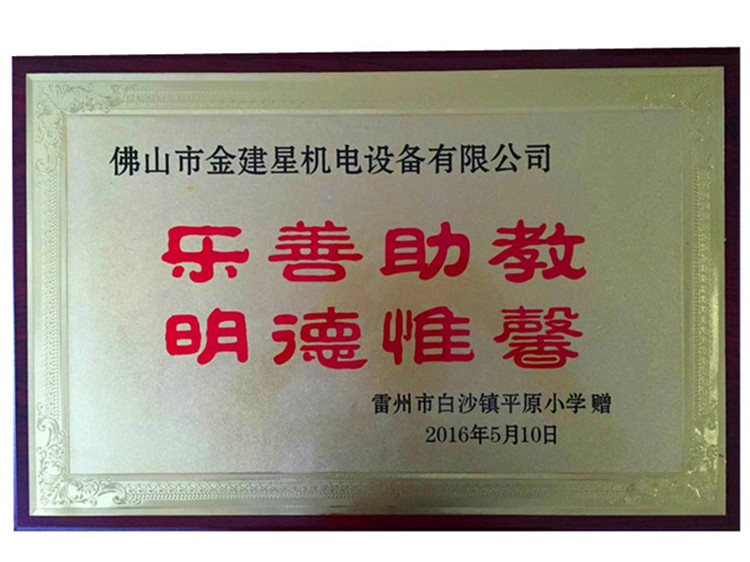 佛山市金建星机电设备有限公司
乐善助教
明德惟馨
雷州市白沙镇平原小学 赠
2016年5月10日